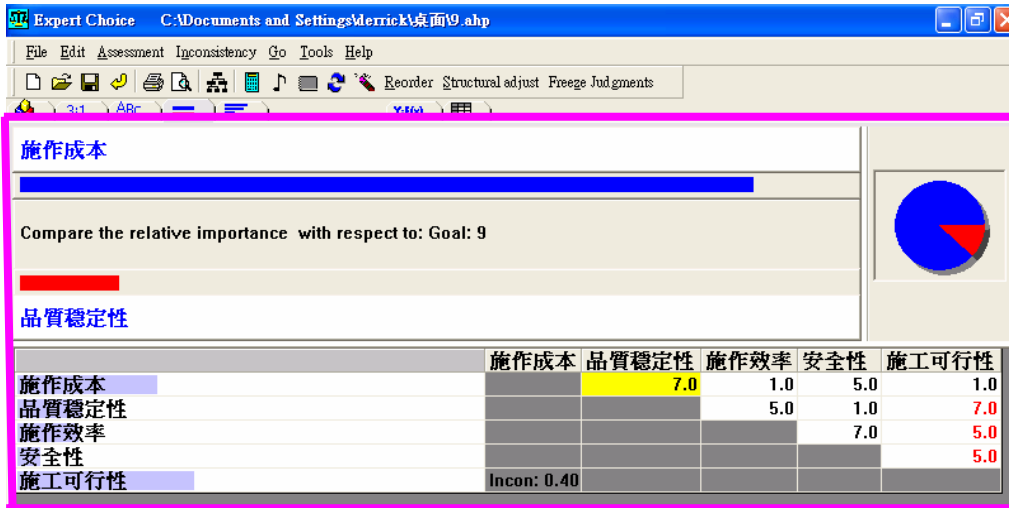 Expert Choice C:\Documents and Settings\derrick\桌面\9.ahp
File Edit Assessment Inconsistency Go Tools Help
Reorder Structural adjust Freeze Judgments
3:1 ABC Y:F(x)
施作成本
Compare the relative importance with respect to: Goal: 9
品質穩定性
施作成本 品質穩定性 施作效率 安全性 施工可行性
施作成本 7.0 1.0 5.0 1.0
品質穩定性 5.0 1.0 7.0
施作效率 7.0 5.0
安全性 5.0
施工可行性 Incon: 0.40